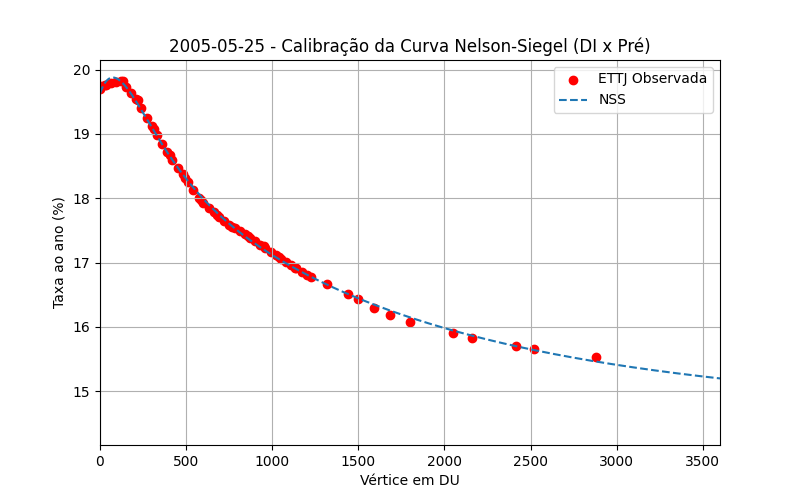 2005-05-25 - Calibração da Curva Nelson-Siegel (DI x Pré)
ETTJ Observada
NSS
Taxa ao ano (%)
20
19
18
17
16
15
0 500 1000 1500 2000 2500 3000 3500
Vértice em DU